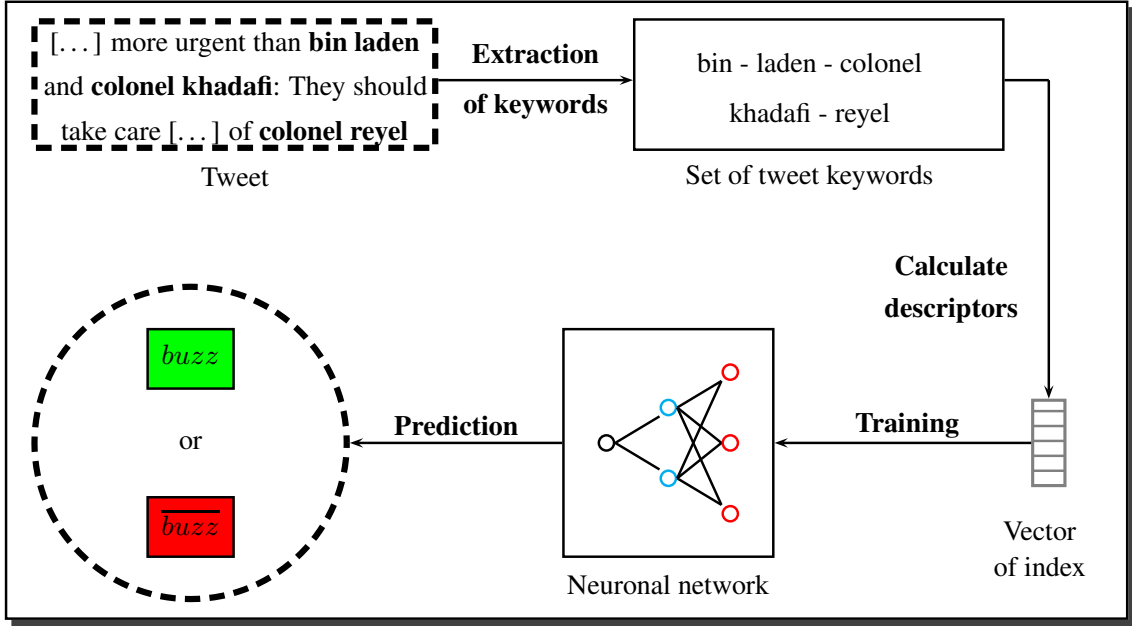 […] more urgent than bin laden
and colonel khadafi: They should
take care […] of colonel reyel
Tweet
Extraction
of keywords
bin - laden - colonel
khadafi - reyel
Set of tweet keywords
Calculate
descriptors
Vector
of index
Training
Neuronal network
Prediction
buzz
or
b̅u̅z̅z̅